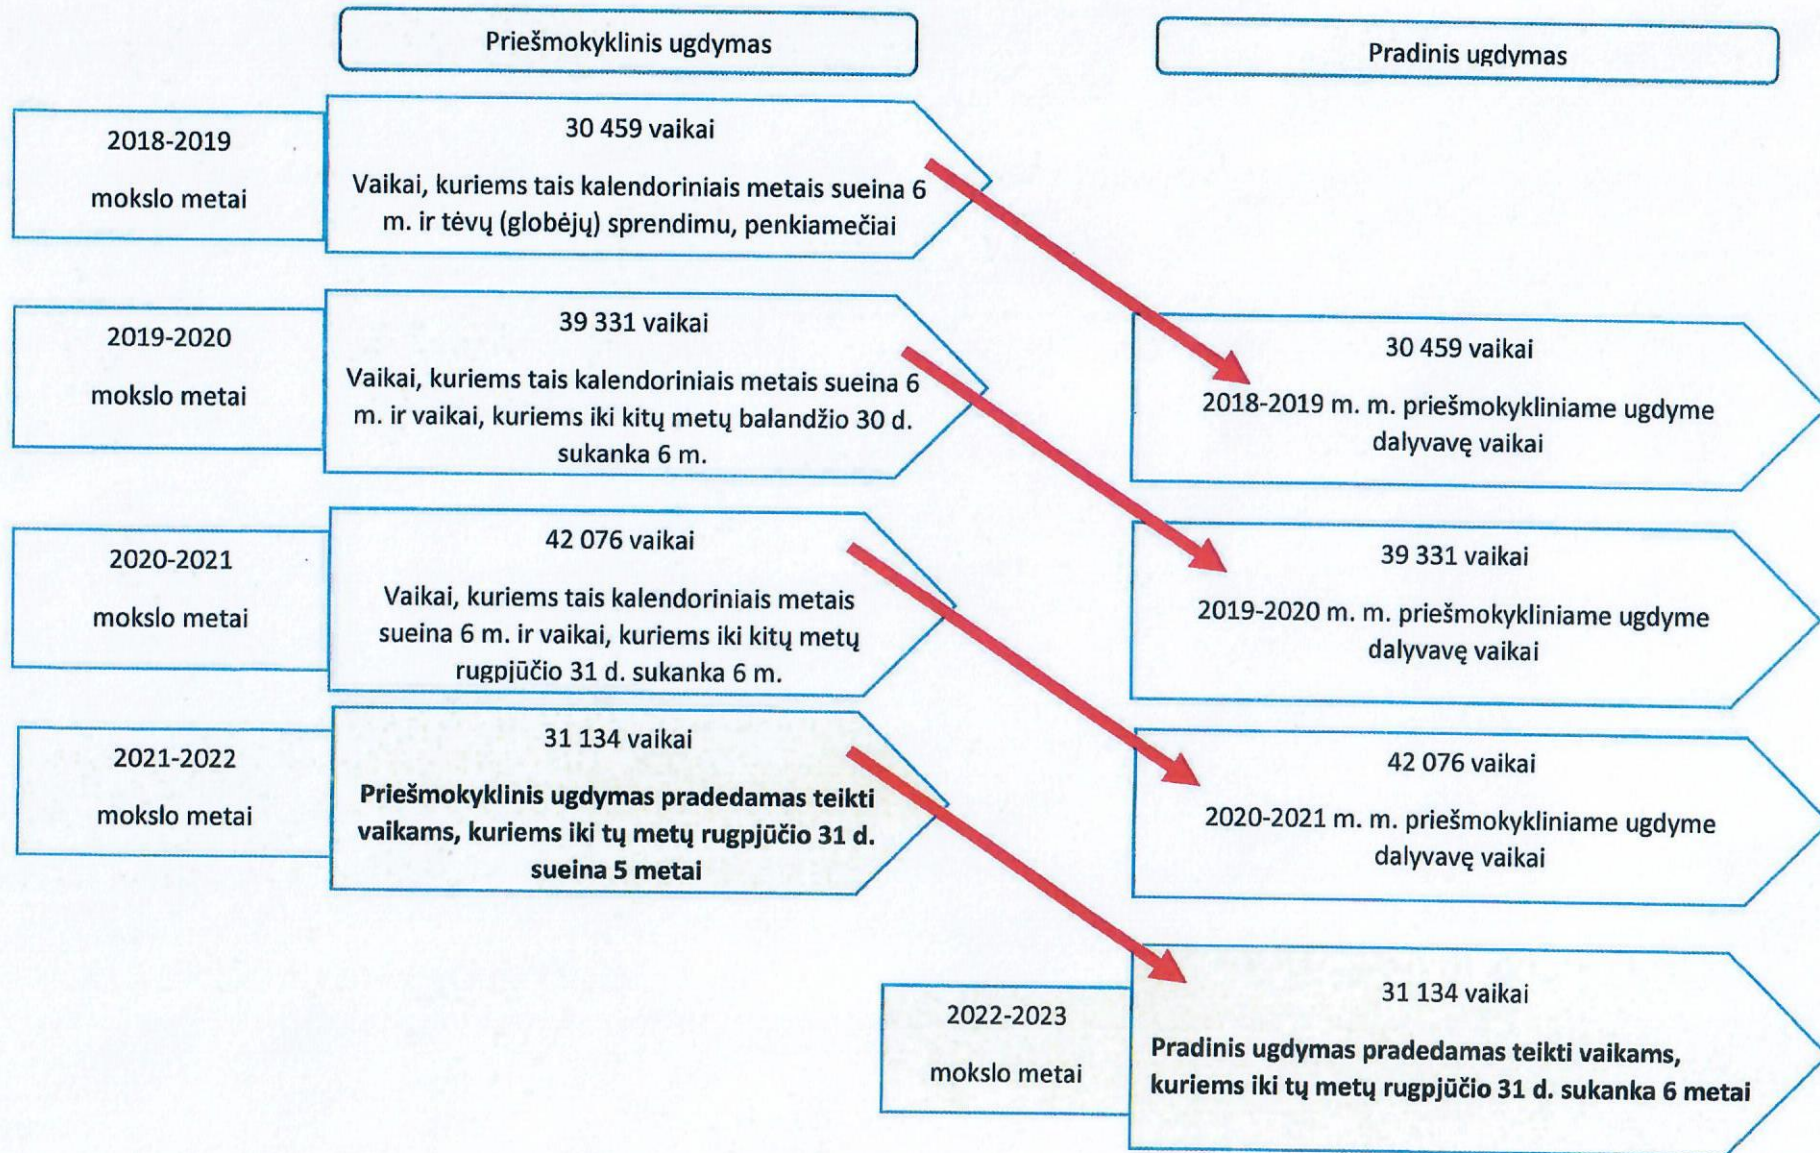 Priešmokyklinis ugdymas
Pradinis ugdymas
2018-2019
mokslo metai
30 459 vaikai
Vaikai, kuriems tais kalendoriniais metais sueina 6
m. ir tėvų (globėjų) sprendimu, penkiamečiai
2019-2020
mokslo metai
39 331 vaikai
Vaikai, kuriems tais kalendoriniais metais sueina 6
m. ir vaikai, kuriems iki kitų metų balandžio 30 d.
sukanka 6 m.
30 459 vaikai
2018-2019 m. m. priešmokykliniame ugdyme
dalyvavę vaikai
2020-2021
mokslo metai
42 076 vaikai
Vaikai, kuriems tais kalendoriniais metais
sueina 6 m. ir vaikai, kuriems iki kitų metų
rugpjūčio 31 d. sukanka 6 m.
39 331 vaikai
2019-2020 m. m. priešmokykliniame ugdyme
dalyvavę vaikai
2021-2022
mokslo metai
31 134 vaikai
Priešmokyklinis ugdymas pradedamas teikti
vaikams, kuriems iki tų metų rugpjūčio 31 d.
sueina 5 metai
42 076 vaikai
2020-2021 m. m. priešmokykliniame ugdyme
dalyvavę vaikai
2022-2023
mokslo metai
31 134 vaikai
Pradinis ugdymas pradedamas teikti vaikams,
kuriems iki tų metų rugpjūčio 31 d. sukanka 6 metai